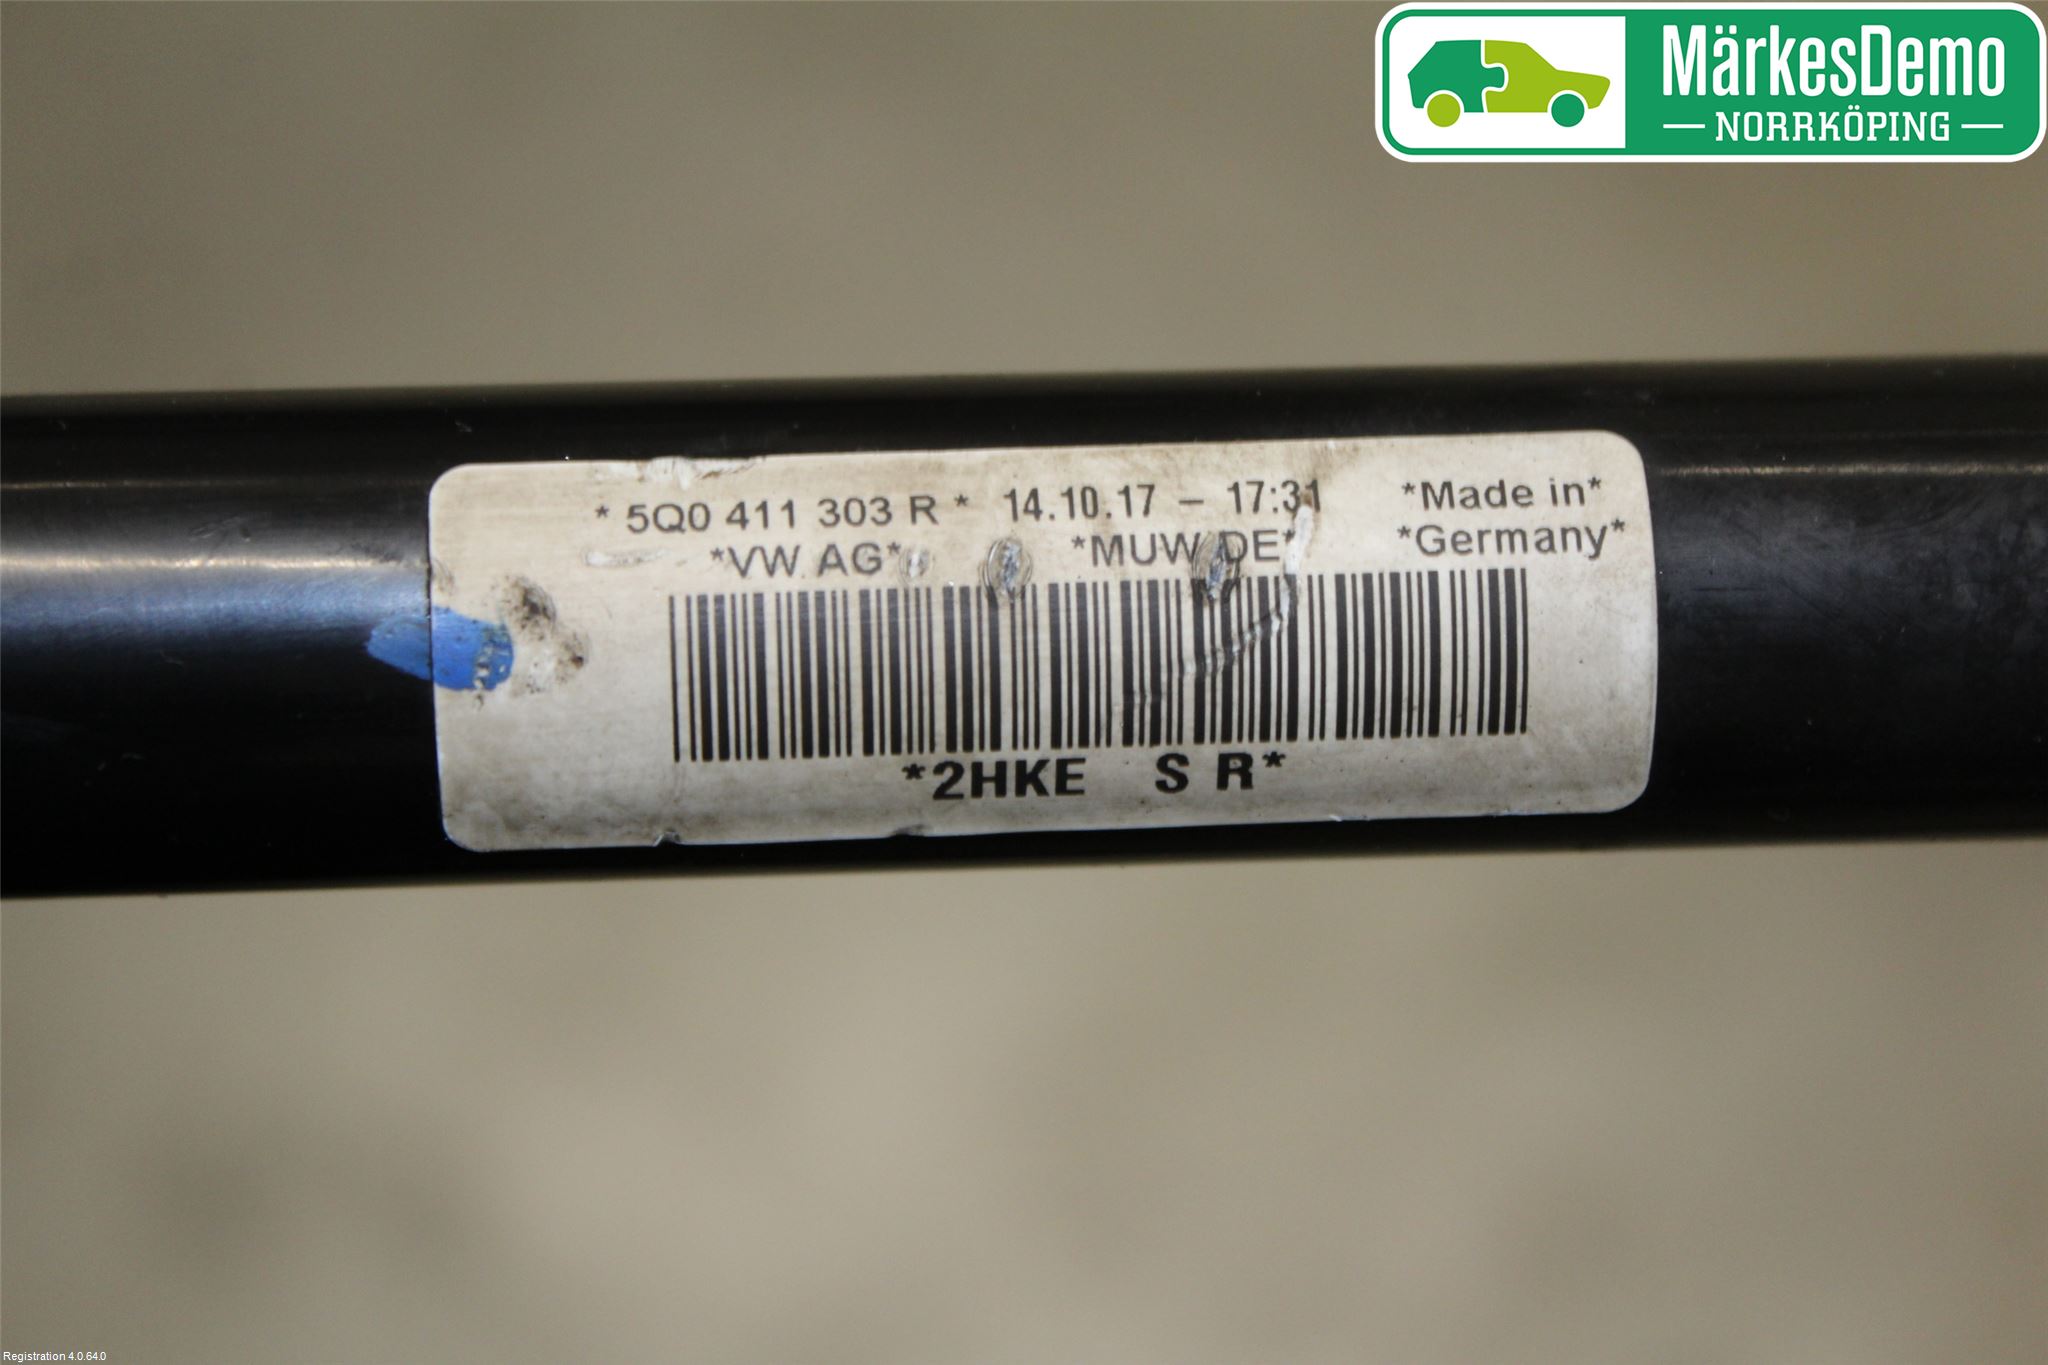 MärkesDemo
NORRKÖPING
* 5Q0 411 303 R * 14.10.17 – 17:31 *Made in*
*VW AG* *MUW DE* *Germany*
*2HKE S R*
Registration 4.0.64.0